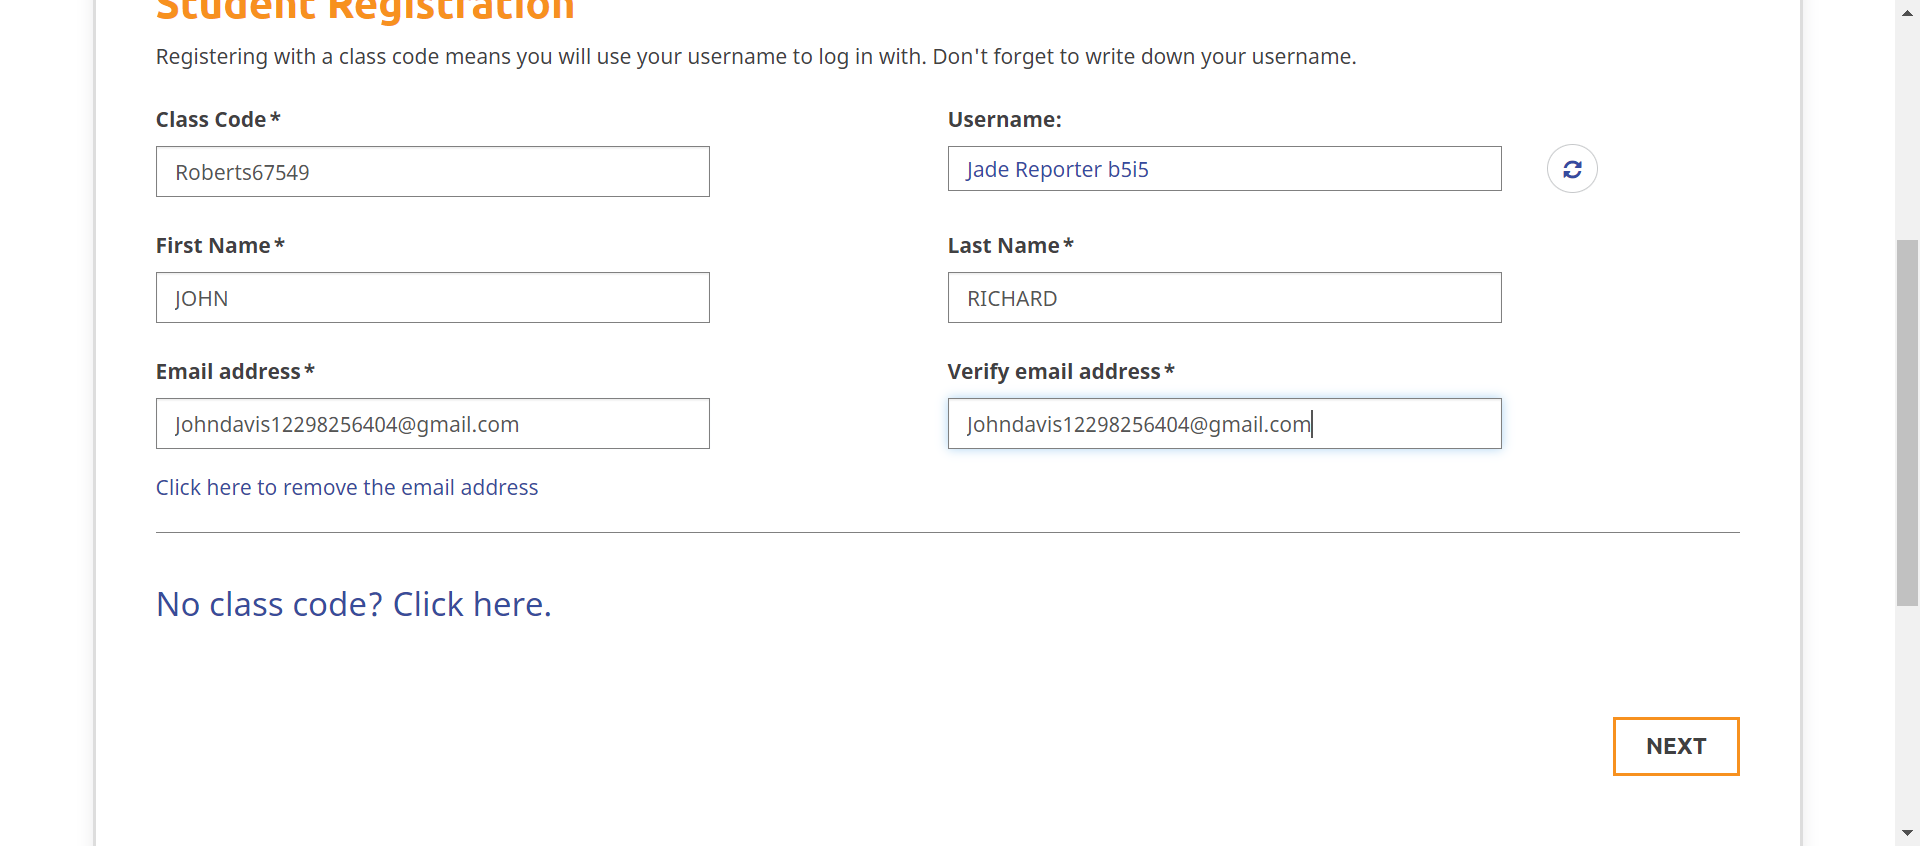 Student Registration
Registering with a class code means you will use your username to log in with. Don't forget to write down your username.
Class Code*
Username:
Roberts67549
Jade Reporter b5i5
First Name*
Last Name*
JOHN
RICHARD
Email address*
Verify email address*
Johndavis12298256404@gmail.com
Johndavis12298256404@gmail.com
Click here to remove the email address
No class code? Click here.
NEXT